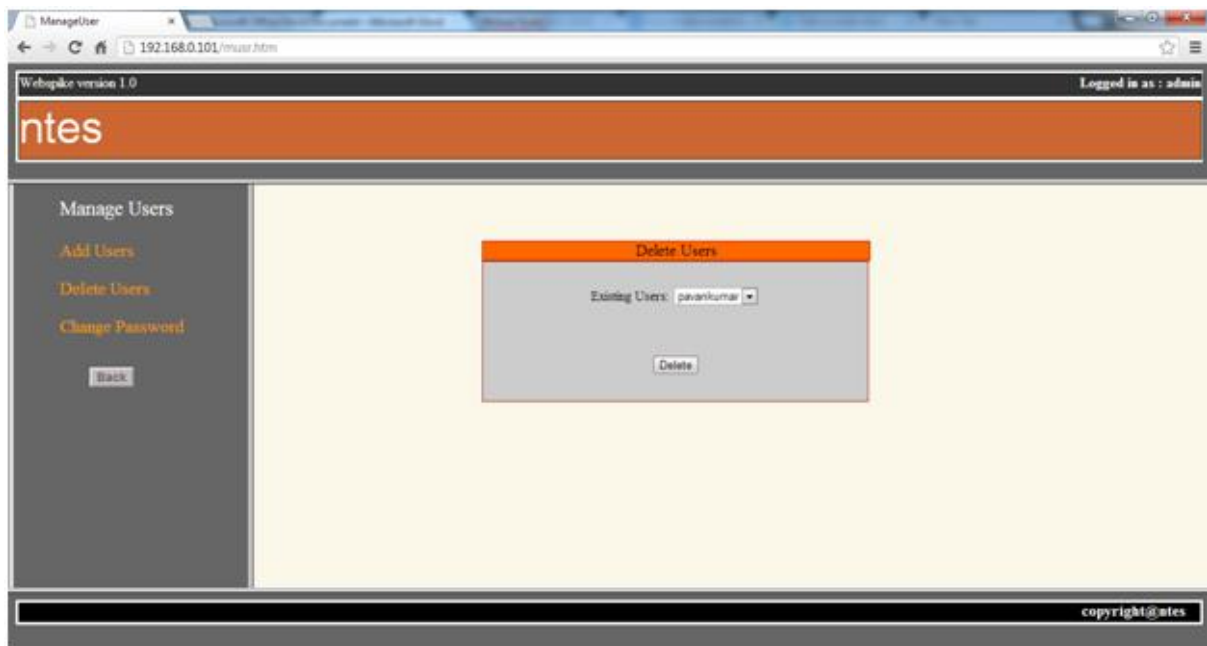 ManageUser
192.168.0.101/musr.htm
Webspike version 1.0
Logged in as : admin
ntes
Manage Users
Add Users
Delete Users
Change Password
Back
Delete Users
Existing Users: pavankumar
Delete
copyright@ntes